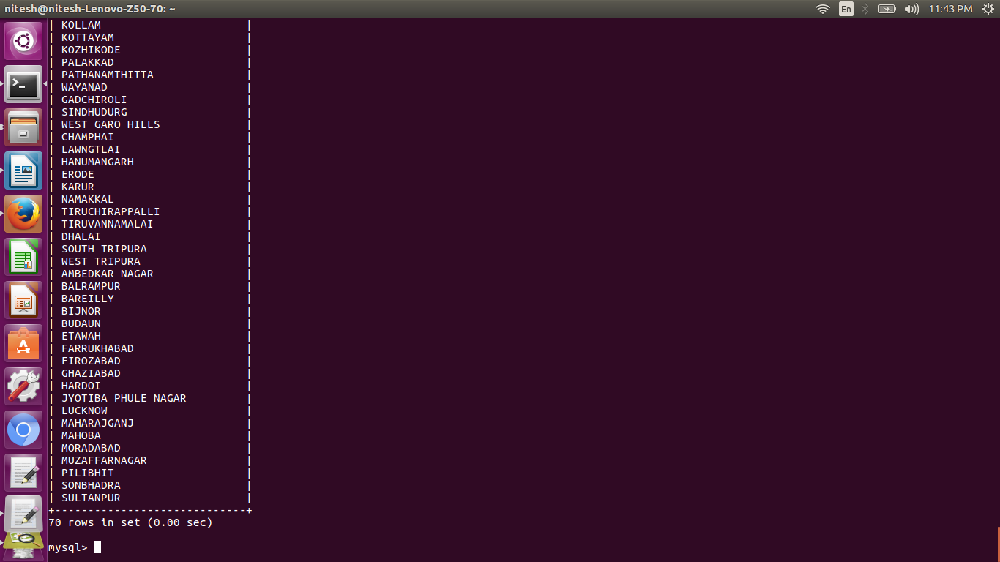 nitesh@nitesh-Lenovo-Z50-70: ~ En 11:43 PM
| KOLLAM |
| KOTTAYAM |
| KOZHIKODE |
| PALAKKAD |
| PATHANAMTHITTA |
| WAYANAD |
| GADCHIROLI |
| SINDHUDURG |
| WEST GARO HILLS |
| CHAMPHAI |
| LAWNGTLAI |
| HANUMANGARH |
| ERODE |
| KARUR |
| NAMAKKAL |
| TIRUCHIRAPPALLI |
| TIRUVANNAMALAI |
| DHALAI |
| SOUTH TRIPURA |
| WEST TRIPURA |
| AMBEDKAR NAGAR |
| BALRAMPUR |
| BAREILLY |
| BIJNOR |
| BUDAUN |
| ETAWAH |
| FARRUKHABAD |
| FIROZABAD |
| GHAZIABAD |
| HARDOI |
| JYOTIBA PHULE NAGAR |
| LUCKNOW |
| MAHARAJGANJ |
| MAHOBA |
| MORADABAD |
| MUZAFFARNAGAR |
| PILIBHIT |
| SONBHADRA |
| SULTANPUR |
+-----------------------------+
70 rows in set (0.00 sec)
mysql>